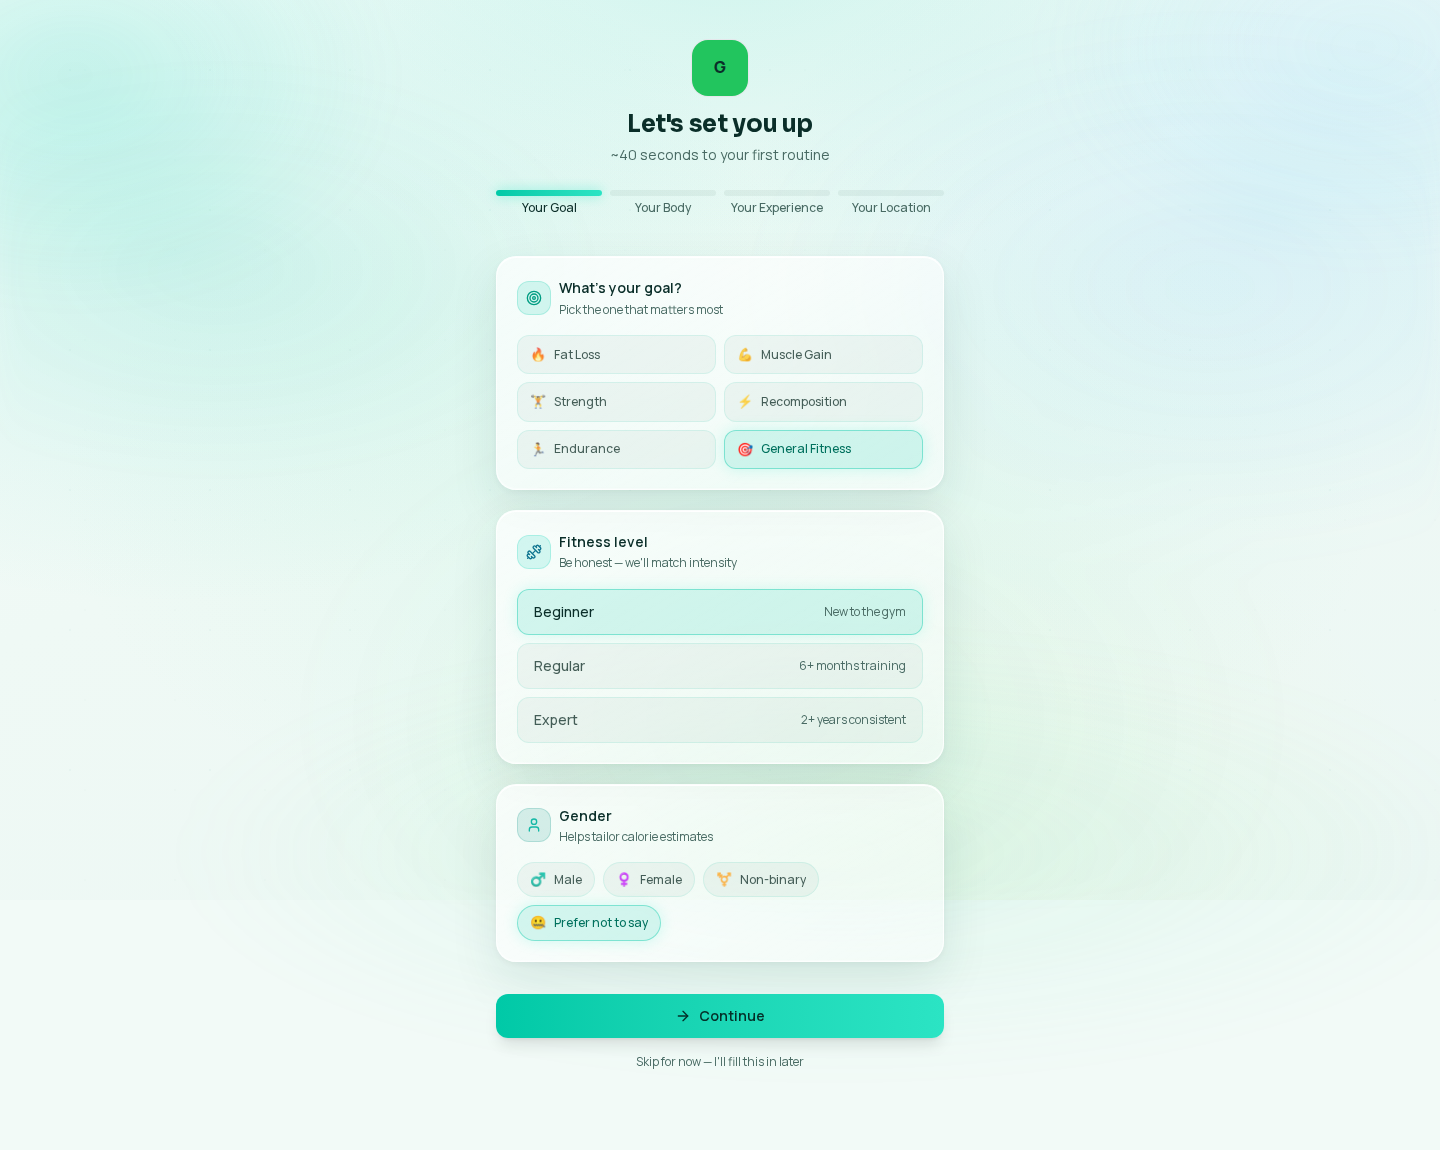 G
Let's set you up
~40 seconds to your first routine
Your Goal
Your Body
Your Experience
Your Location
What's your goal?
Pick the one that matters most
Fat Loss
Muscle Gain
Strength
Recomposition
Endurance
General Fitness
Fitness level
Be honest — we'll match intensity
Beginner
New to the gym
Regular
6+ months training
Expert
2+ years consistent
Gender
Helps tailor calorie estimates
Male
Female
Non-binary
Prefer not to say
Continue
Skip for now — I'll fill this in later